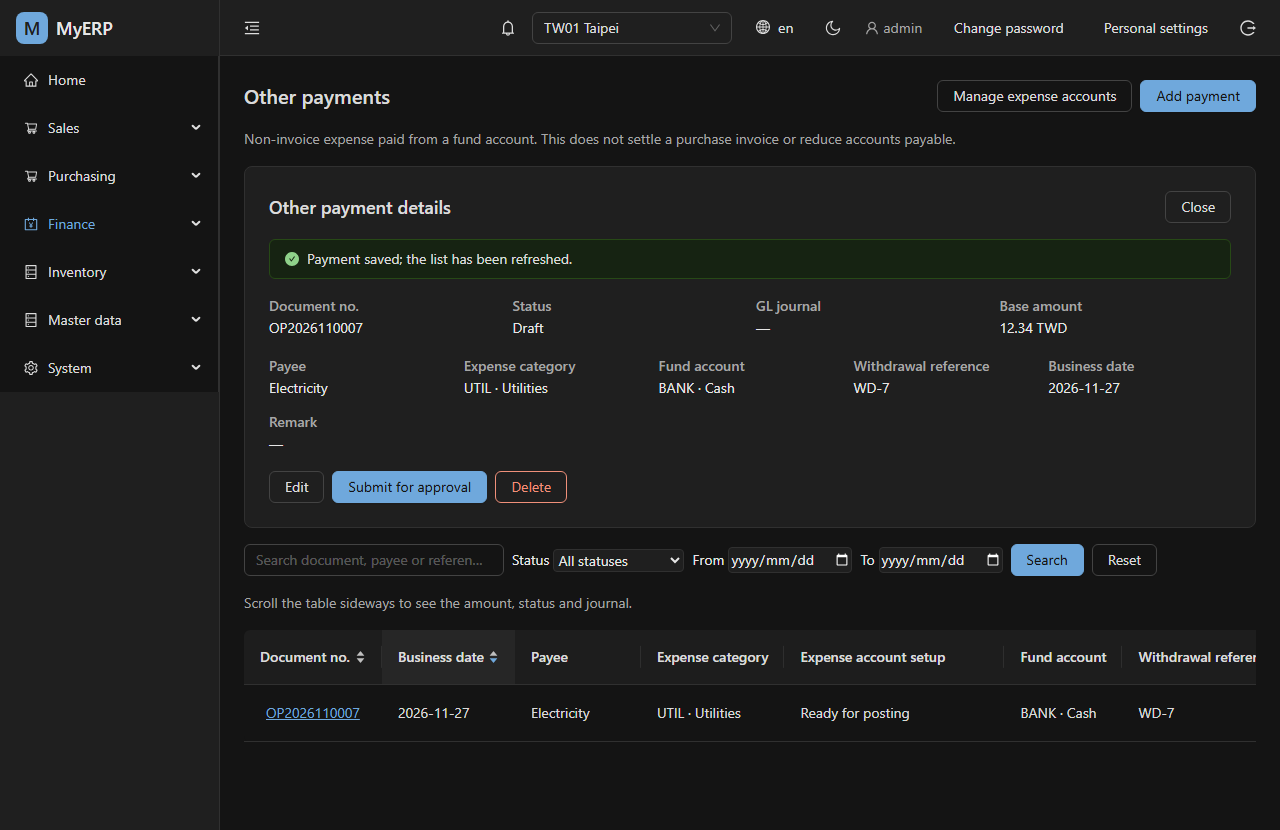 M MyERP
TW01 Taipei
en
admin
Change password
Personal settings
Home
Sales
Purchasing
Finance
Inventory
Master data
System
Other payments
Manage expense accounts
Add payment
Non-invoice expense paid from a fund account. This does not settle a purchase invoice or reduce accounts payable.
Other payment details
Close
Payment saved; the list has been refreshed.
Document no. Status GL journal Base amount
OP2026110007 Draft — 12.34 TWD
Payee Expense category Fund account Withdrawal reference Business date
Electricity UTIL · Utilities BANK · Cash WD-7 2026-11-27
Remark
—
Edit Submit for approval Delete
Search document, payee or referen... Status All statuses From yyyy/mm/dd To yyyy/mm/dd Search Reset
Scroll the table sideways to see the amount, status and journal.
Document no. Business date Payee Expense category Expense account setup Fund account Withdrawal referen
OP2026110007 2026-11-27 Electricity UTIL · Utilities Ready for posting BANK · Cash WD-7